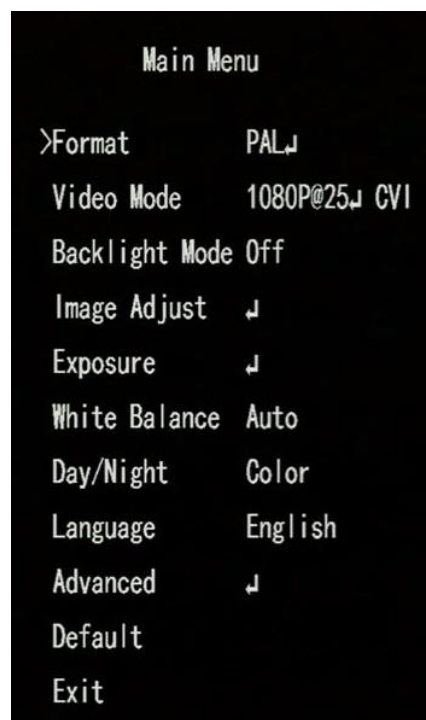 Main Menu
>Format PAL↲
Video Mode 1080P@25↲ CVI
Backlight Mode Off
Image Adjust ↲
Exposure ↲
White Balance Auto
Day/Night Color
Language English
Advanced ↲
Default
Exit